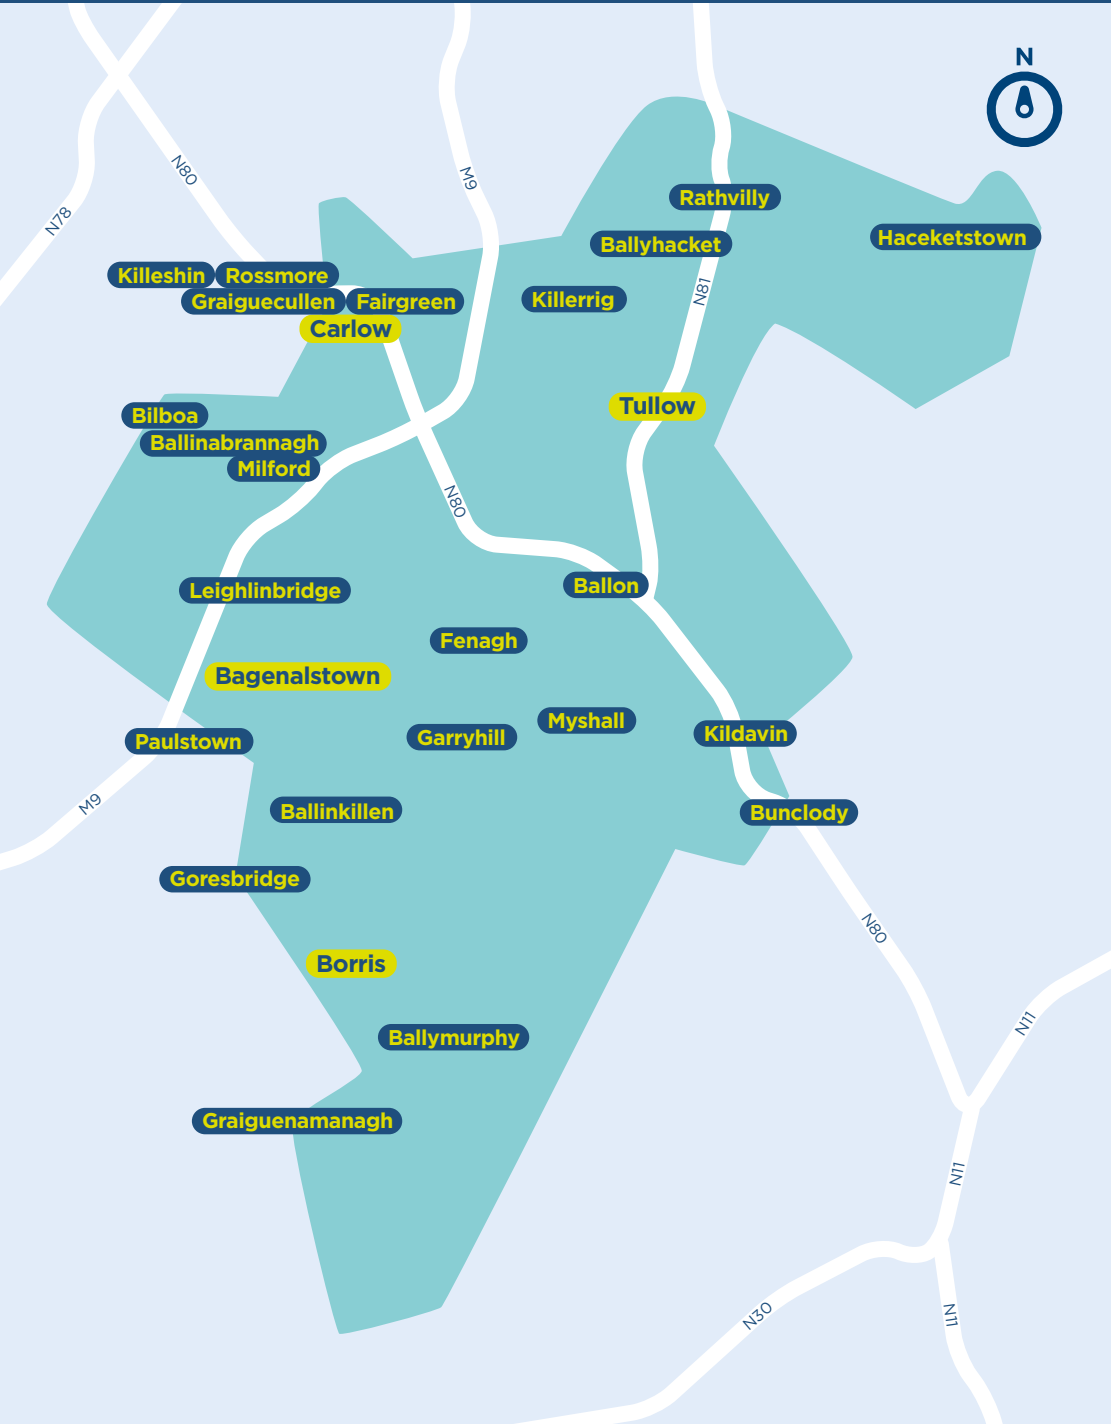 N
N80
M9
N78
Rathvilly
Haceketstown
Ballyhacket
Killeshin
Rossmore
N81
Graiguecullen
Fairgreen
Killerrig
Carlow
Tullow
Bilboa
Ballinabrannagh
Milford
N80
Ballon
Leighlinbridge
Fenagh
Bagenalstown
Myshall
Kildavin
Garryhill
Paulstown
M9
Ballinkillen
Bunclody
Goresbridge
N80
Borris
N11
Ballymurphy
Graiguenamanagh
N11
N30
N11